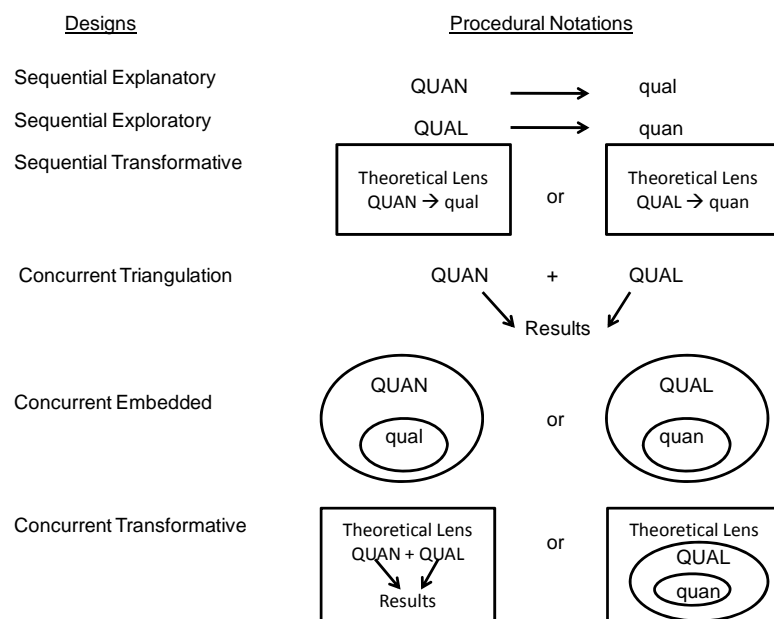 Designs Procedural Notations
Sequential Explanatory QUAN qual
Sequential Exploratory QUAL quan
Sequential Transformative
Theoretical Lens or Theoretical Lens
QUAN → qual QUAL → quan
Concurrent Triangulation QUAN + QUAL
Results
QUAN QUAL
Concurrent Embedded or
qual quan
Concurrent Transformative
Theoretical Lens or Theoretical Lens
QUAN + QUAL QUAL
Results quan